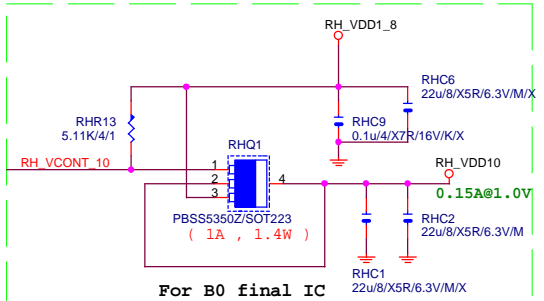 RH_VDD1_8
RHC6
22u/8/X5R/6.3V/M/X
RHR13
5.11K/4/1
RHC9
0.1u/4/X7R/16V/K/X
RHQ1
RH_VCONT_10
1
2
3
4
RH_VDD10
0.15A@1.0V
PBSS5350Z/SOT223
( 1A , 1.4W )
RHC2
22u/8/X5R/6.3V/M
RHC1
22u/8/X5R/6.3V/M/X
For B0 final IC